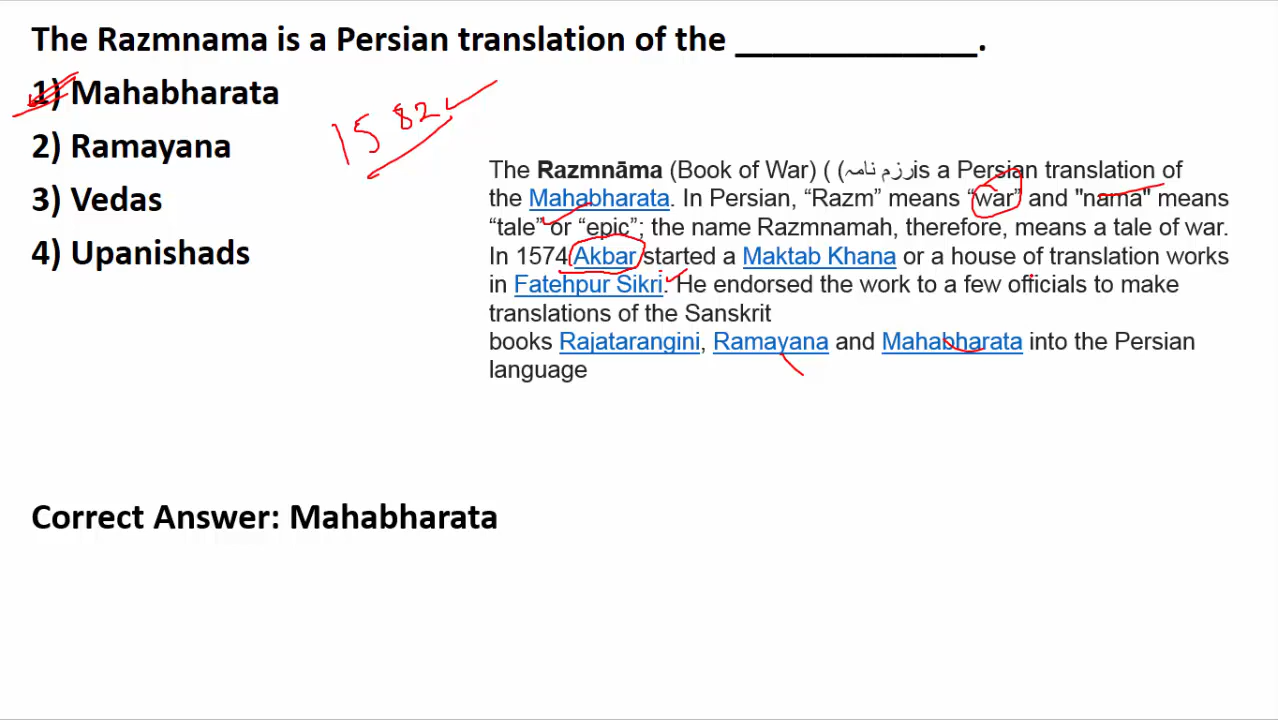 The Razmnama is a Persian translation of the _____________.
1) Mahabharata
1582
2) Ramayana
3) Vedas
4) Upanishads
The Razmnāma (Book of War) ( (رزم نامہ is a Persian translation of
the Mahabharata. In Persian, “Razm” means “war” and "nama" means
“tale” or “epic”; the name Razmnamah, therefore, means a tale of war.
In 1574 Akbar started a Maktab Khana or a house of translation works
in Fatehpur Sikri. He endorsed the work to a few officials to make
translations of the Sanskrit
books Rajatarangini, Ramayana and Mahabharata into the Persian
language
Correct Answer: Mahabharata